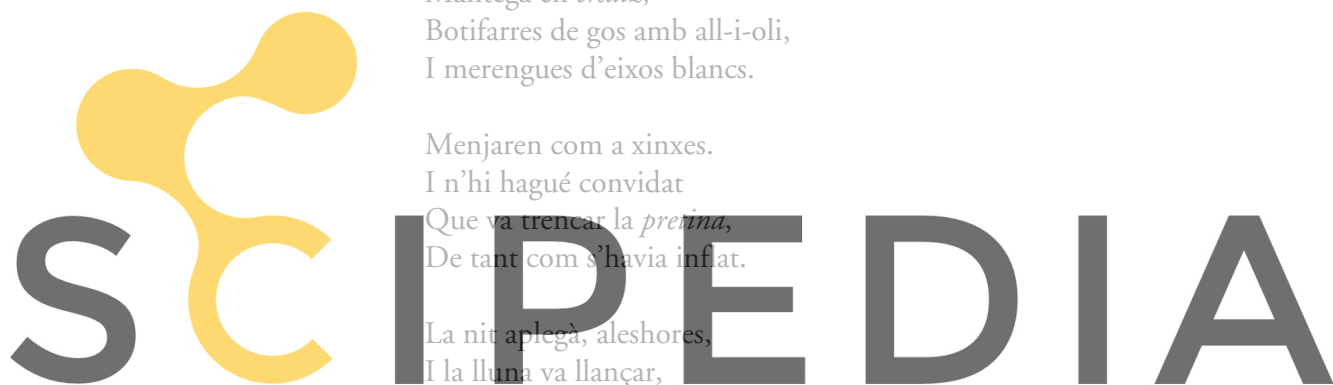 Botifarres de gos amb all-i-oli,
I merengues d'eixos blancs.
Menjaren com a xinxes.
I n'hi hagué convidat
Que va trencar la pretina,
De tant com s'havia inflat.
La nit aplegà, aleshores,
I la lluna va llançar,
SCIPEDIA